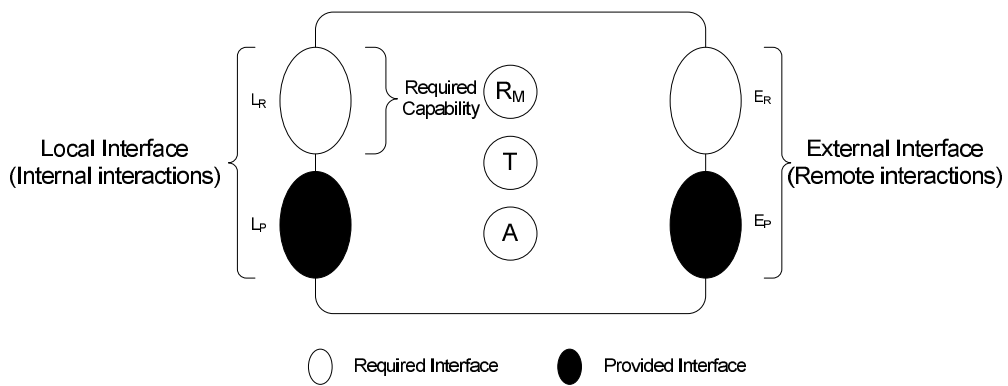 Local Interface
(Internal interactions)
LR
LP
Required
Capability
RM
T
A
ER
EP
External Interface
(Remote interactions)
Required Interface
Provided Interface